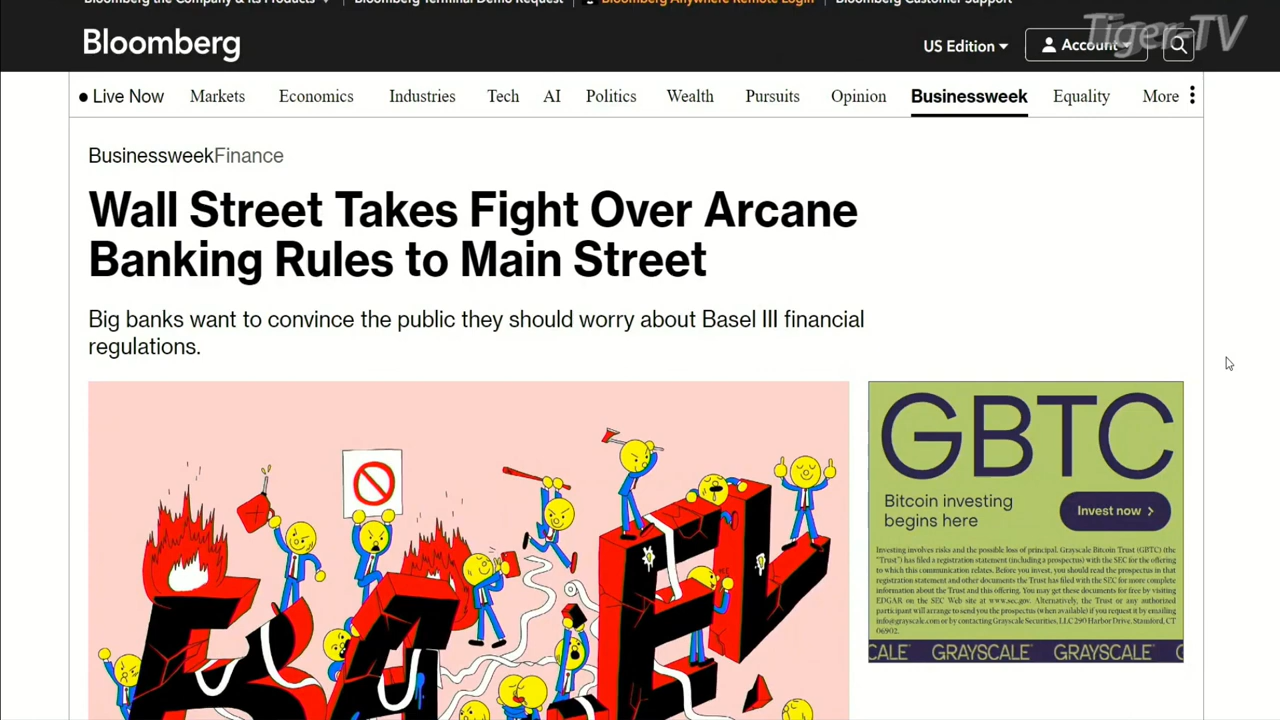 Bloomberg the Company & Its Products
Bloomberg Terminal Demo Request
Bloomberg Anywhere Remote Login
Bloomberg Customer Support
Bloomberg
US Edition
Account
Tiger-TV
Live Now
Markets
Economics
Industries
Tech
AI
Politics
Wealth
Pursuits
Opinion
Businessweek
Equality
More
BusinessweekFinance
Wall Street Takes Fight Over Arcane
Banking Rules to Main Street
Big banks want to convince the public they should worry about Basel III financial
regulations.
GBTC
Bitcoin investing
begins here
Invest now
Investing involves risks and the possible loss of principal. Grayscale Bitcoin Trust (GBTC) (the
"Trust") has filed a registration statement (including a prospectus) with the SEC for the offering
to which this communication relates. Before you invest, you should read the prospectus in that
registration statement and other documents the Trust has filed with the SEC for more complete
information about the Trust and this offering. You may get these documents for free by visiting
EDGAR on the SEC Web site at www.sec.gov. Alternatively, the Trust or any authorized
participant will arrange to send you the prospectus (when available) if you request it by emailing
info@grayscale.com or by contacting Grayscale Securities, LLC 290 Harbor Drive, Stamford, CT
06902.
CALE GRAYSCALE GRAYSCALE